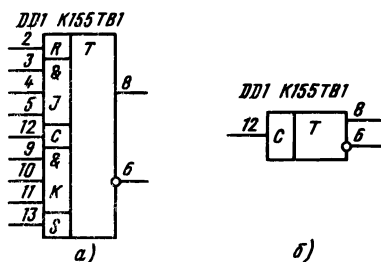 DD1 K155TB1
2 R T
3 &
4 8
5 J
12 C
9 &
10 6
11 K
13 S
а)
DD1 K155TB1
12 C T 8
6
б)